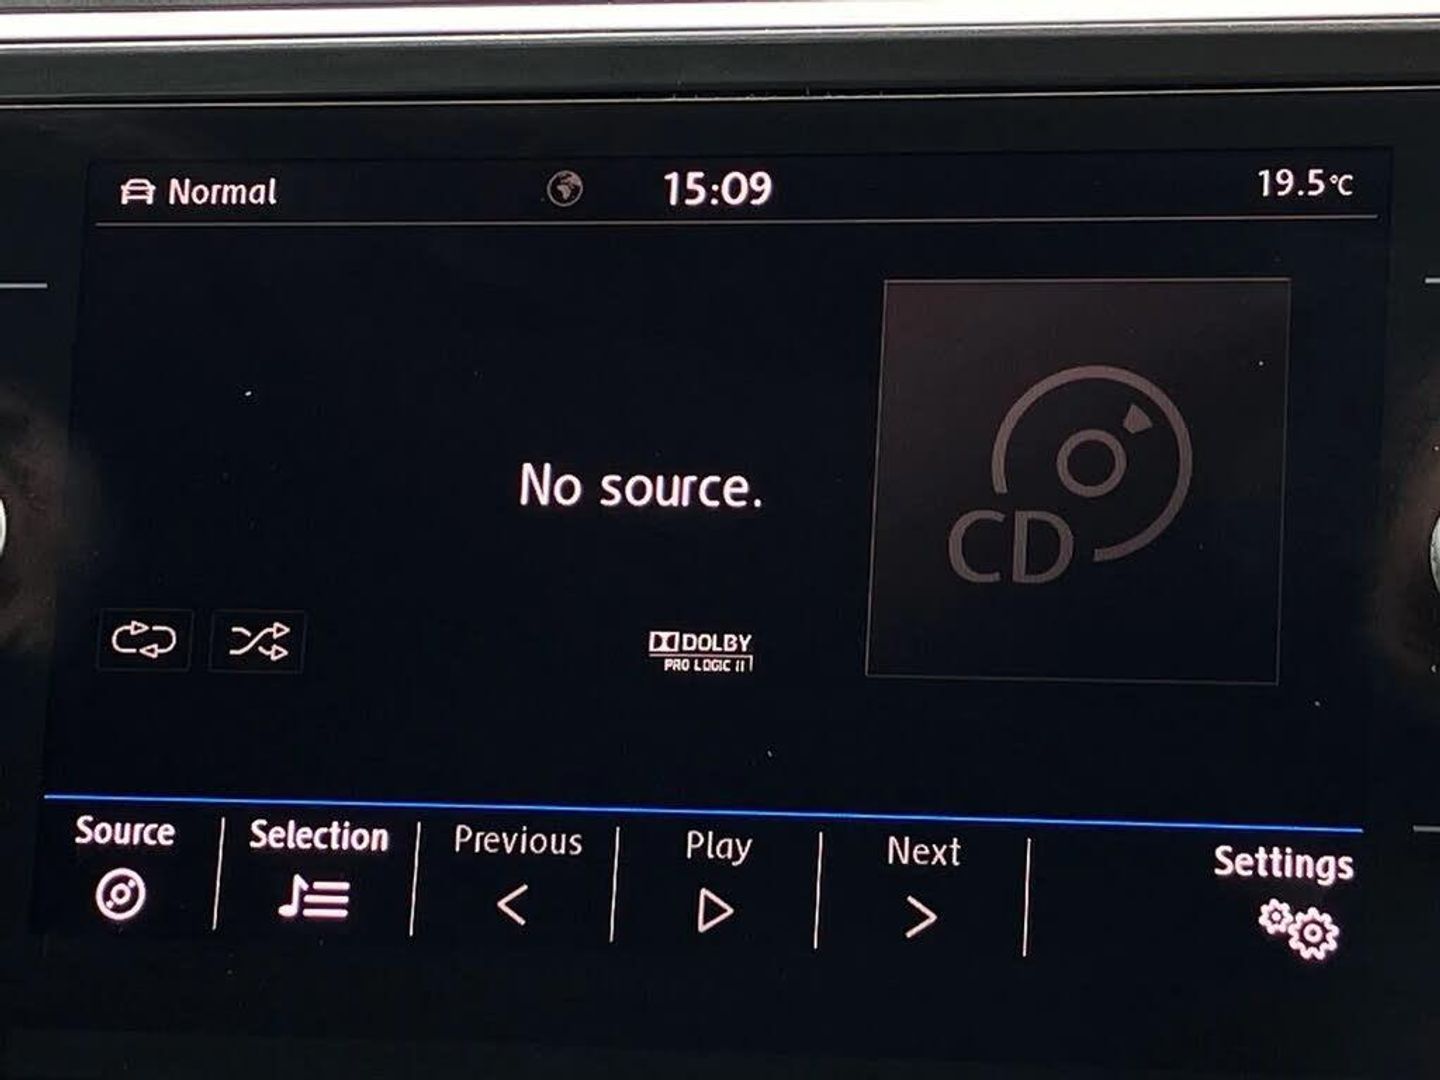 Normal
15:09
19.5°C
No source.
CD
DOLBY
PRO LOGIC II
Source
Selection
Previous
Play
Next
Settings